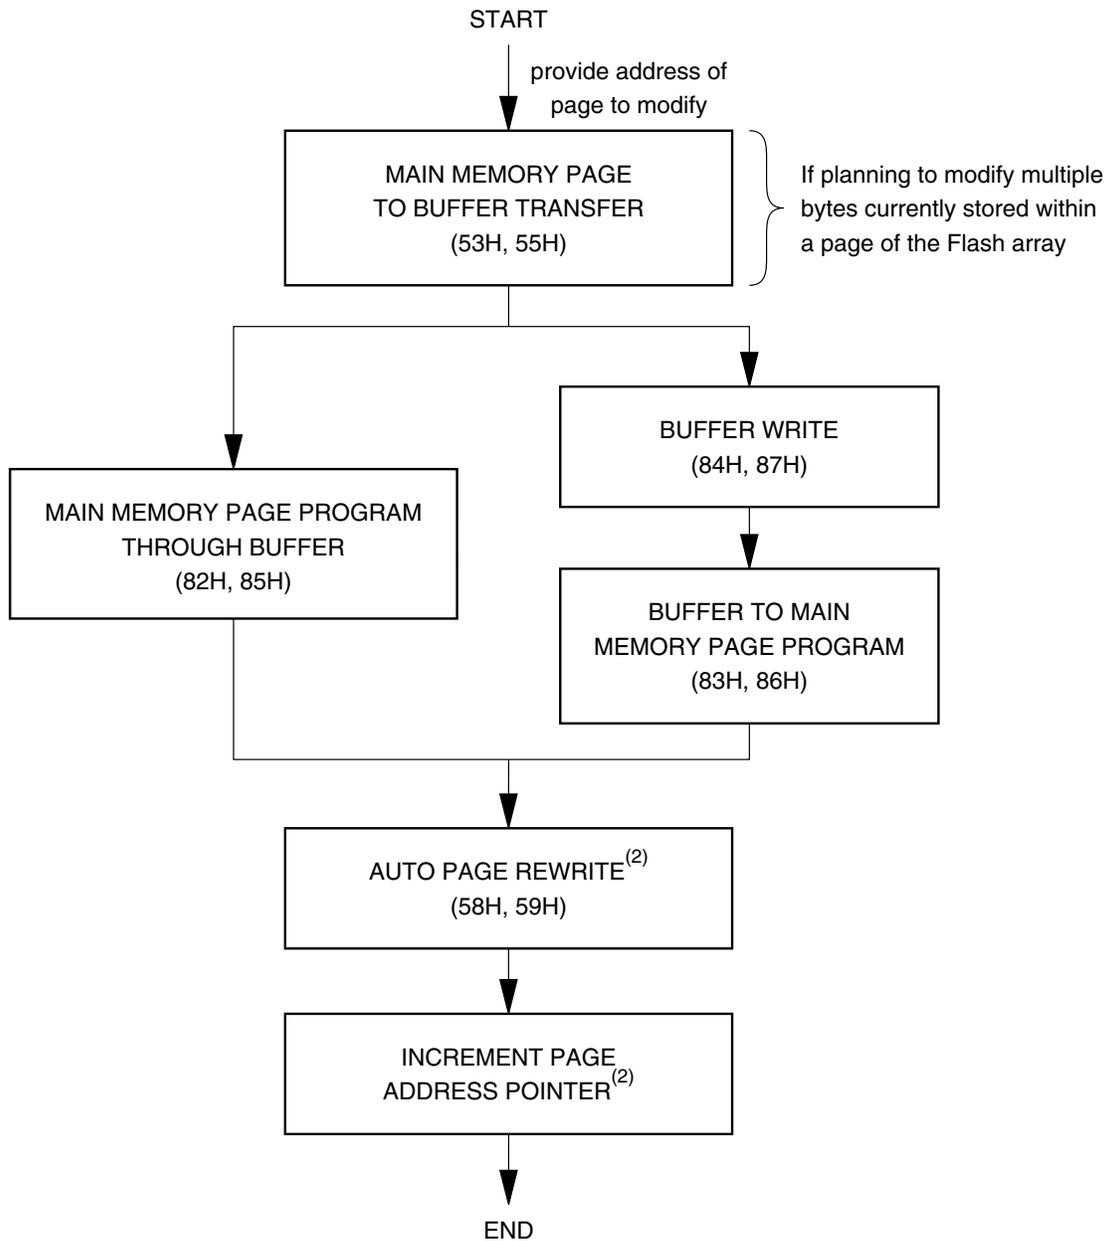 START
provide address of
page to modify
MAIN MEMORY PAGE
TO BUFFER TRANSFER
(53H, 55H)
If planning to modify multiple
bytes currently stored within
a page of the Flash array
BUFFER WRITE
(84H, 87H)
MAIN MEMORY PAGE PROGRAM
THROUGH BUFFER
(82H, 85H)
BUFFER TO MAIN
MEMORY PAGE PROGRAM
(83H, 86H)
AUTO PAGE REWRITE(2)
(58H, 59H)
INCREMENT PAGE
ADDRESS POINTER(2)
END